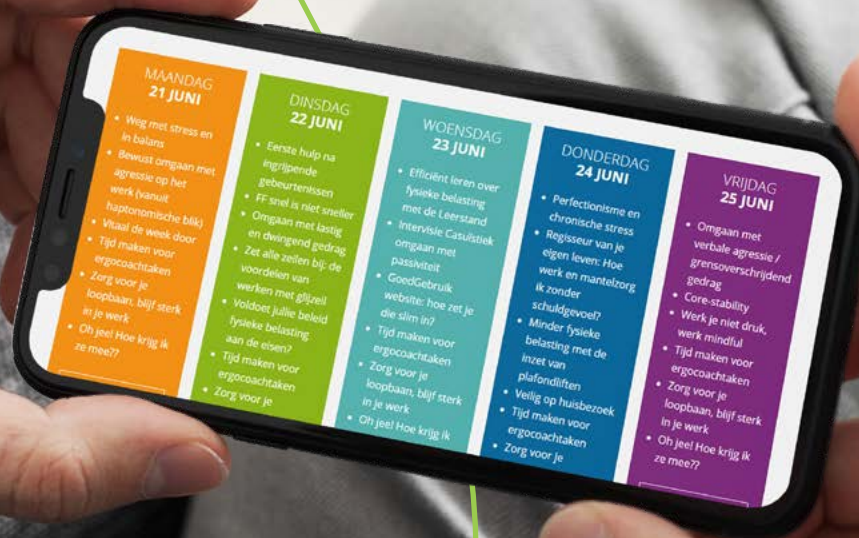 MAANDAG
21 JUNI
• Weg met stress en
in balans
• Bewust omgaan met
agressie op het
werk (vanuit
haptonomische blik)
• Vitaal de week door
• Tijd maken voor
ergocoachtaken
• Zorg voor je
loopbaan, blijf sterk
in je werk
• Oh jee! Hoe krijg ik
ze mee??
DINSDAG
22 JUNI
• Eerste hulp na
ingrijpende
gebeurtenissen
• FF snel is niet sneller
• Omgaan met lastig
en dwingend gedrag
• Zet alle zeilen bij: de
voordelen van
werken met glijzeil
• Voldoet jullie beleid
fysieke belasting
aan de eisen?
• Tijd maken voor
ergocoachtaken
• Zorg voor je
WOENSDAG
23 JUNI
• Efficiënt leren over
fysieke belasting
met de Leerstand
• Intervisie Casuïstiek
omgaan met
passiviteit
• GoedGebruik
website: hoe zet je
die slim in?
• Tijd maken voor
ergocoachtaken
• Zorg voor je
loopbaan, blijf sterk
in je werk
• Oh jee! Hoe krijg ik
DONDERDAG
24 JUNI
• Perfectionisme en
chronische stress
• Regisseur van je
eigen leven: Hoe
werk en mantelzorg
ik zonder
schuldgevoel?
• Minder fysieke
belasting met de
inzet van
plafondliften
• Veilig op huisbezoek
• Tijd maken voor
ergocoachtaken
• Zorg voor je
VRIJDAG
25 JUNI
• Omgaan met
verbale agressie /
grensoverschrijdend
gedrag
• Core-stability
• Werk je niet druk,
werk mindful
• Tijd maken voor
ergocoachtaken
• Zorg voor je
loopbaan, blijf sterk
in je werk
• Oh jee! Hoe krijg ik
ze mee??